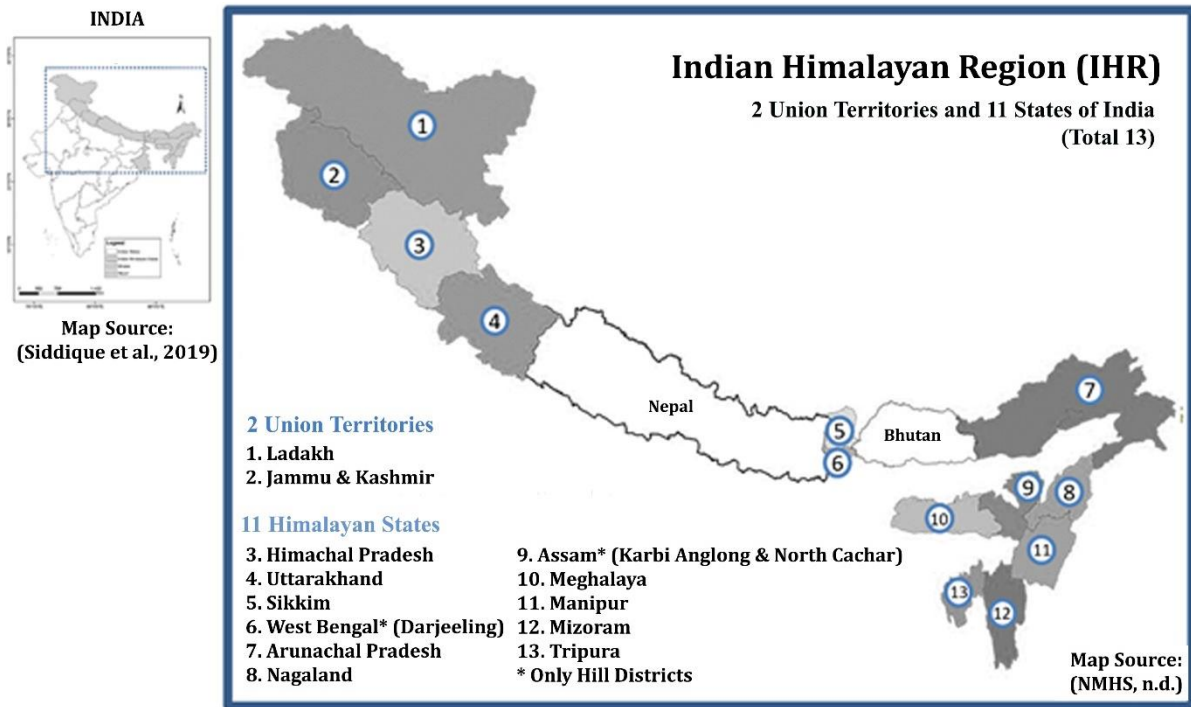 INDIA
Legend
Map Source:
(Siddique et al., 2019)
Indian Himalayan Region (IHR)
2 Union Territories and 11 States of India
(Total 13)
1
2
3
4
Nepal
5
6
Bhutan
7
8
9
10
11
12
13
2 Union Territories
1. Ladakh
2. Jammu & Kashmir
11 Himalayan States
3. Himachal Pradesh
4. Uttarakhand
5. Sikkim
6. West Bengal* (Darjeeling)
7. Arunachal Pradesh
8. Nagaland
9. Assam* (Karbi Anglong & North Cachar)
10. Meghalaya
11. Manipur
12. Mizoram
13. Tripura
* Only Hill Districts
Map Source:
(NMHS, n.d.)